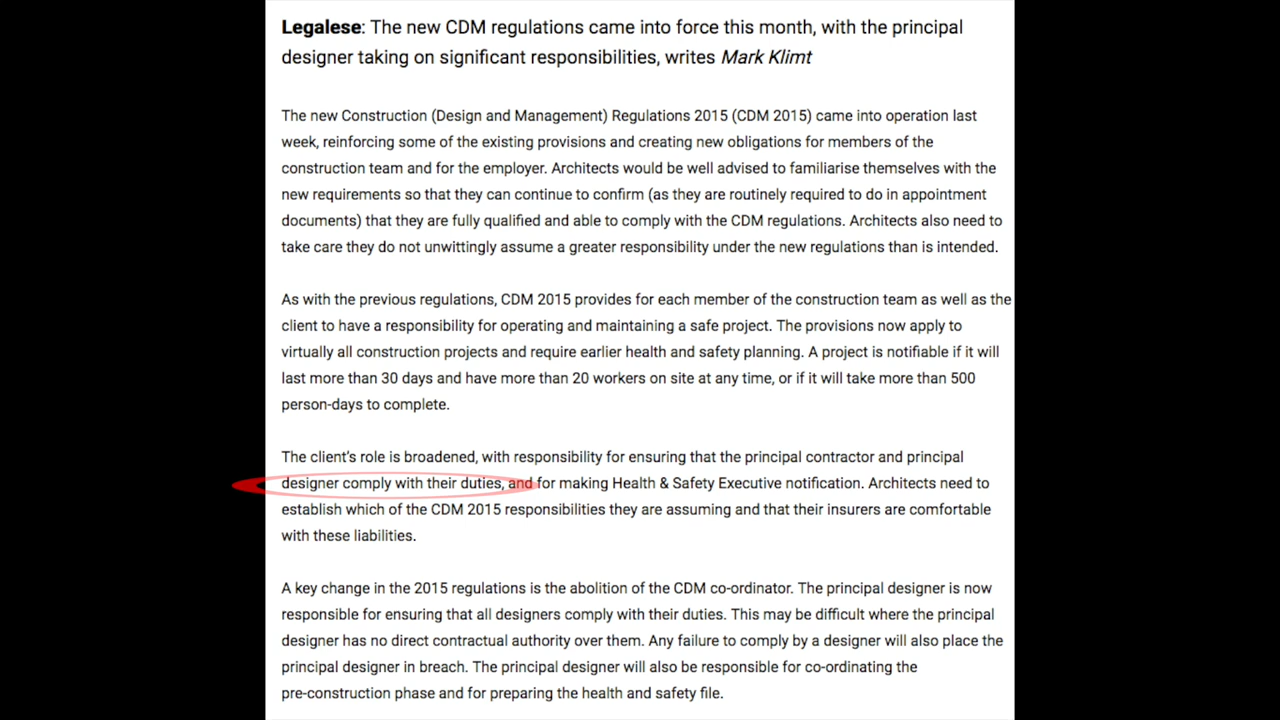 Legalese: The new CDM regulations came into force this month, with the principal
designer taking on significant responsibilities, writes Mark Klimt
The new Construction (Design and Management) Regulations 2015 (CDM 2015) came into operation last
week, reinforcing some of the existing provisions and creating new obligations for members of the
construction team and for the employer. Architects would be well advised to familiarise themselves with the
new requirements so that they can continue to confirm (as they are routinely required to do in appointment
documents) that they are fully qualified and able to comply with the CDM regulations. Architects also need to
take care they do not unwittingly assume a greater responsibility under the new regulations than is intended.
As with the previous regulations, CDM 2015 provides for each member of the construction team as well as the
client to have a responsibility for operating and maintaining a safe project. The provisions now apply to
virtually all construction projects and require earlier health and safety planning. A project is notifiable if it will
last more than 30 days and have more than 20 workers on site at any time, or if it will take more than 500
person-days to complete.
The client’s role is broadened, with responsibility for ensuring that the principal contractor and principal
designer comply with their duties, and for making Health & Safety Executive notification. Architects need to
establish which of the CDM 2015 responsibilities they are assuming and that their insurers are comfortable
with these liabilities.
A key change in the 2015 regulations is the abolition of the CDM co-ordinator. The principal designer is now
responsible for ensuring that all designers comply with their duties. This may be difficult where the principal
designer has no direct contractual authority over them. Any failure to comply by a designer will also place the
principal designer in breach. The principal designer will also be responsible for co-ordinating the
pre-construction phase and for preparing the health and safety file.